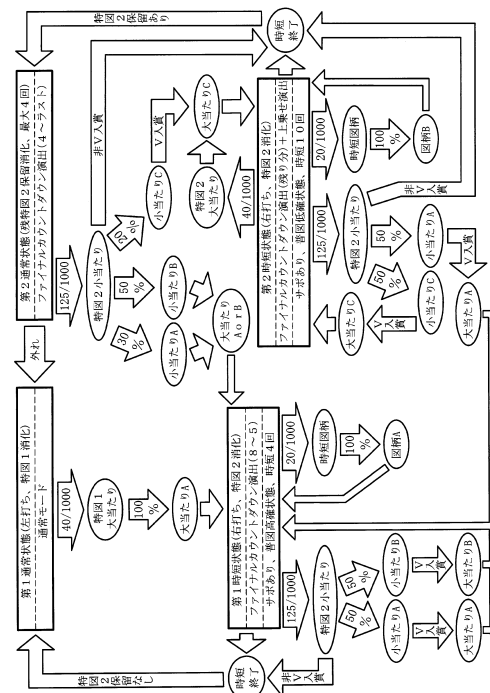 第1通常状態(左打ち、特図1消化)
通常モード
40/1000
特図1
大当たり
100
%
大当たりA
外れ
第2通常状態(残特図2保留消化、最大4回)
ファイナルカウントダウン演出(4～ラスト)
125/1000
特図2小当たり
30
%
50
%
20
%
小当たりA
小当たりB
小当たりC
大当たり
AorB
V入賞
大当たりC
非V入賞
特図2保留なし
時短
終了
特図2保留あり
時短
終了
第1時短状態(右打ち、特図2消化)
ファイナルカウントダウン演出(8～5)
サポあり、普図高確状態、時短4回
125/1000
特図2小当たり
非V
入賞
50
%
50
%
小当たりA
小当たりB
V
入賞
V
入賞
大当たりA
大当たりB
20/1000
時短図柄
100
%
図柄A
第2時短状態(右打ち、特図2消化)
ファイナルカウントダウン演出(残り分)+上乗せ演出
サポあり、普図低確状態、時短10回
40/1000
特図2
大当たり
125/1000
特図2小当たり
非V
入賞
50
%
50
%
小当たりC
小当たりA
V
入賞
V
入賞
大当たりC
大当たりA
20/1000
時短図柄
100
%
図柄B